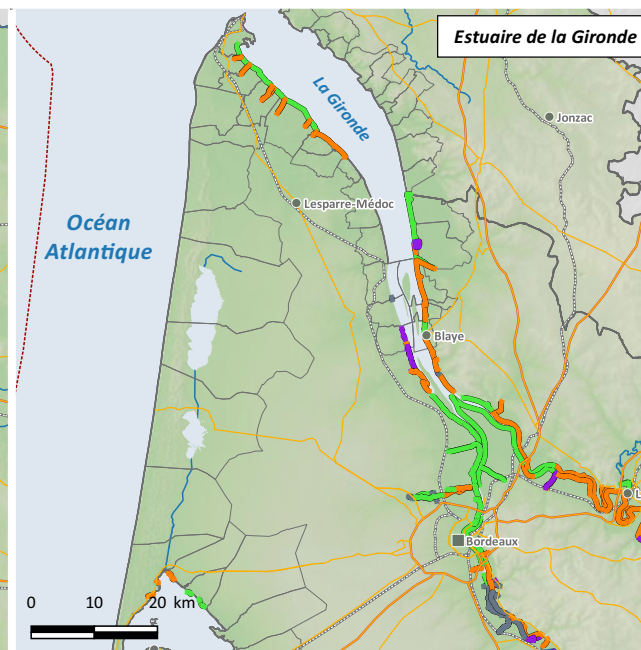 Estuaire de la Gironde
La Gironde
Jonzac
Lesparre-Médoc
Océan
Atlantique
Blaye
L
Bordeaux
0 10 20 km